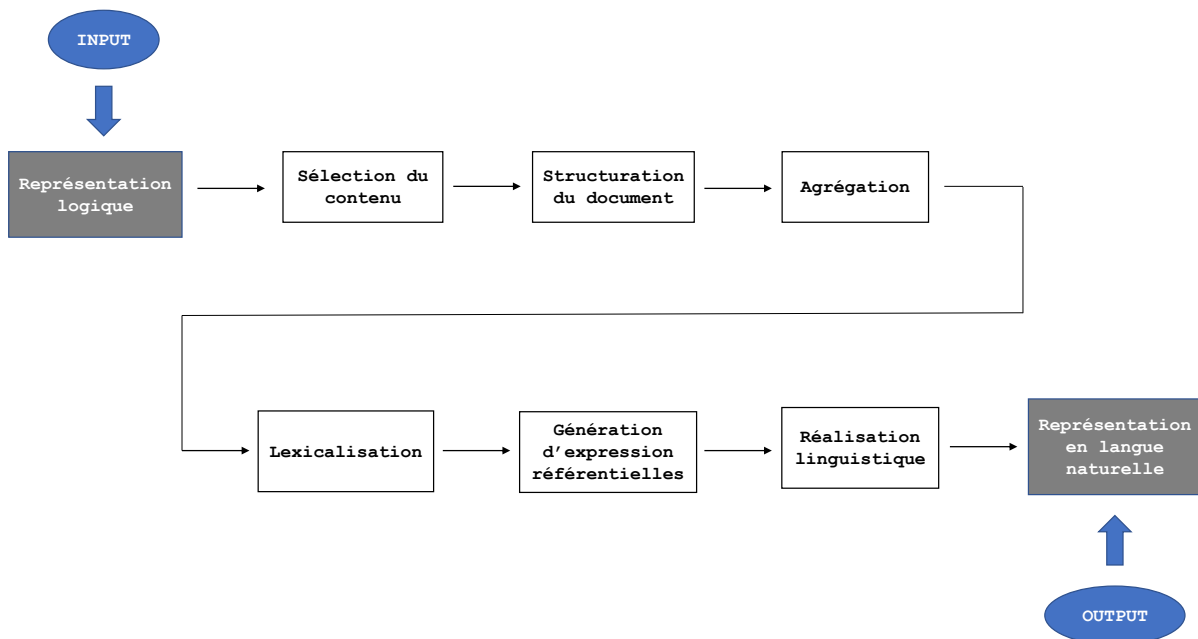 INPUT
Représentation
logique
Sélection du
contenu
Structuration
du document
Agrégation
Lexicalisation
Génération
d’expression
référentielles
Réalisation
linguistique
Représentation
en langue
naturelle
OUTPUT